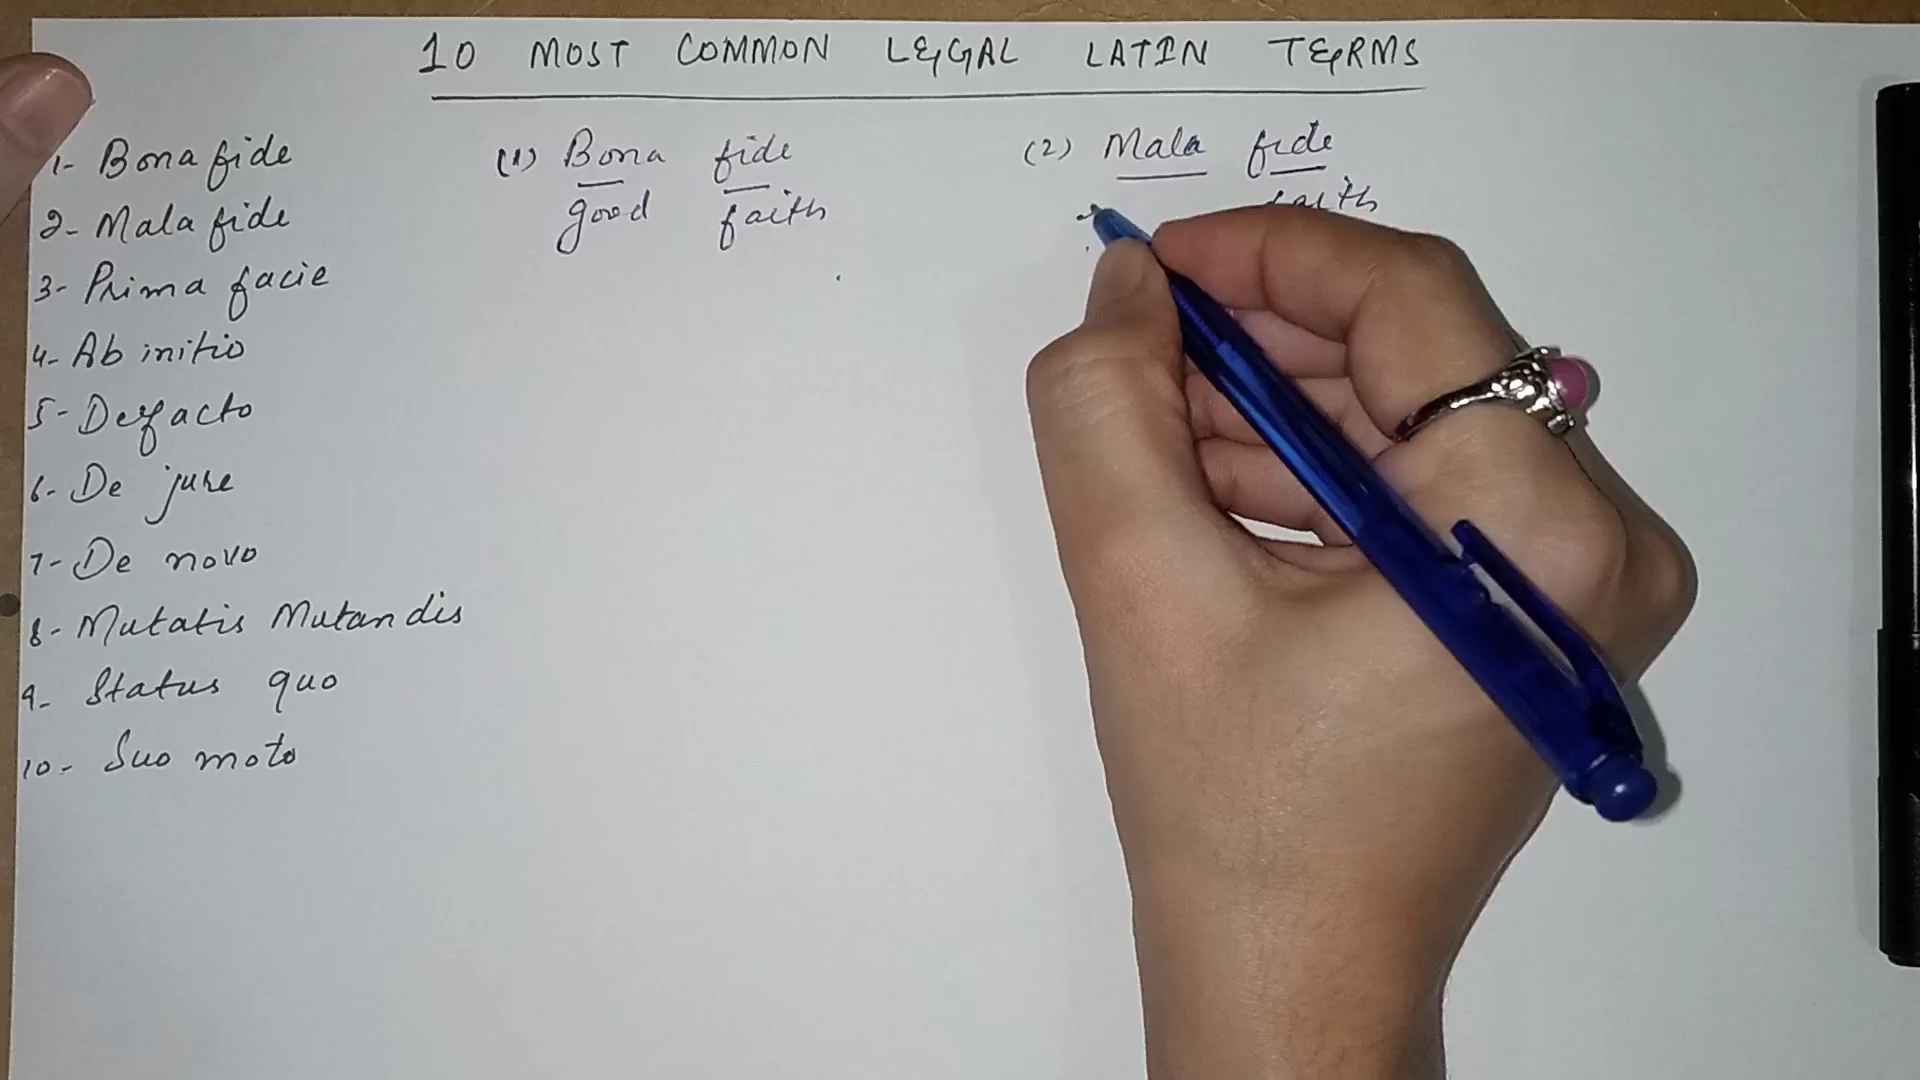 10 MOST COMMON LEGAL LATIN TERMS
1- Bonafide
2- Mala fide
3- Prima facie
4- Ab initio
5- Defacto
6- De jure
7- De novo
8- Mutatis Mutandis
9- Status quo
10- Suo moto
(1) Bona fide
good faith
(2) Mala fide
faith